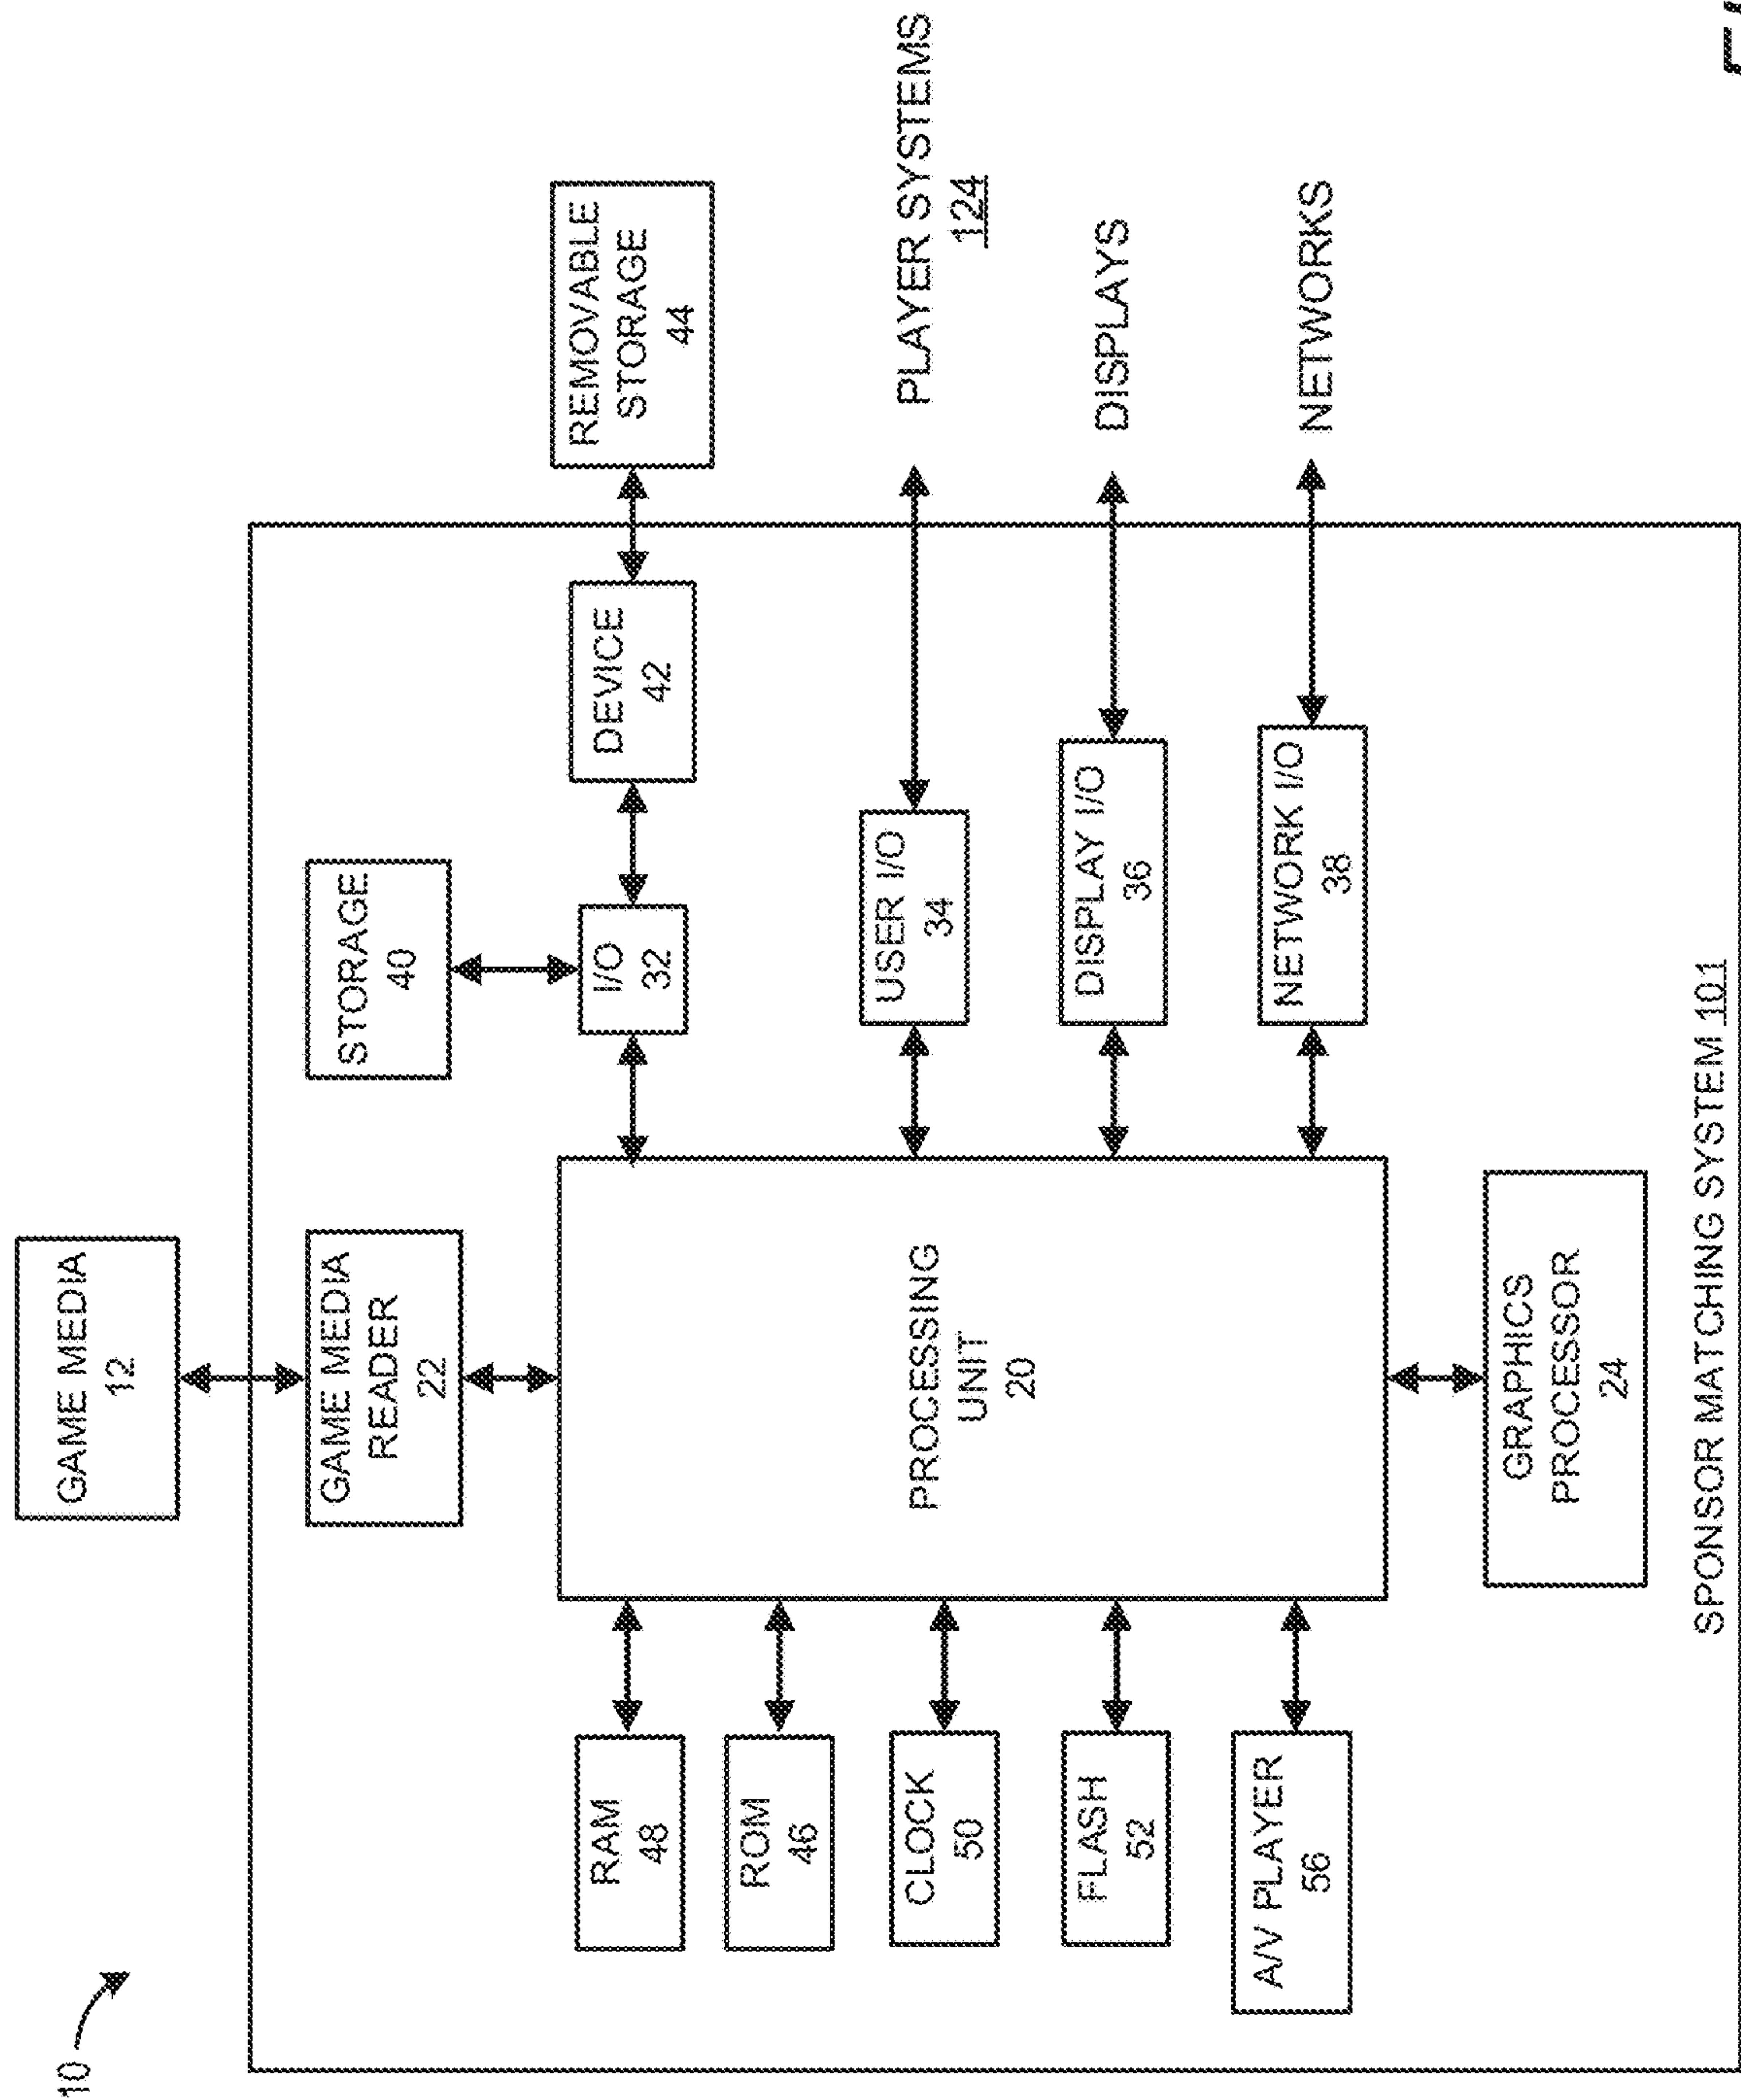 10
GAME MEDIA
12
GAME MEDIA
READER
22
STORAGE
40
RAM
48
ROM
46
CLOCK
50
FLASH
52
A/V PLAYER
56
PROCESSING
UNIT
20
I/O
32
DEVICE
42
REMOVABLE
STORAGE
44
USER I/O
34
PLAYER SYSTEMS
124
DISPLAY I/O
36
DISPLAYS
NETWORK I/O
38
NETWORKS
GRAPHICS
PROCESSOR
24
SPONSOR MATCHING SYSTEM 101